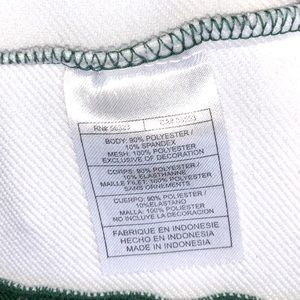 BODY: 90% POLYESTER /
10% SPANDEX
MESH: 100% POLYESTER
EXCLUSIVE OF DECORATION
CORPS: 90% POLYESTER /
10% ELASTHANNE
MAILLE FILET: 100% POLYESTER
SANS ORNEMENTS
CUERPO: 90% POLIESTER /
10%ELASTANO
MALLA: 100% POLIESTER
NO INCLUYE LA DECORACION
FABRIQUE EN INDONESIE
HECHO EN INDONESIA
MADE IN INDONESIA